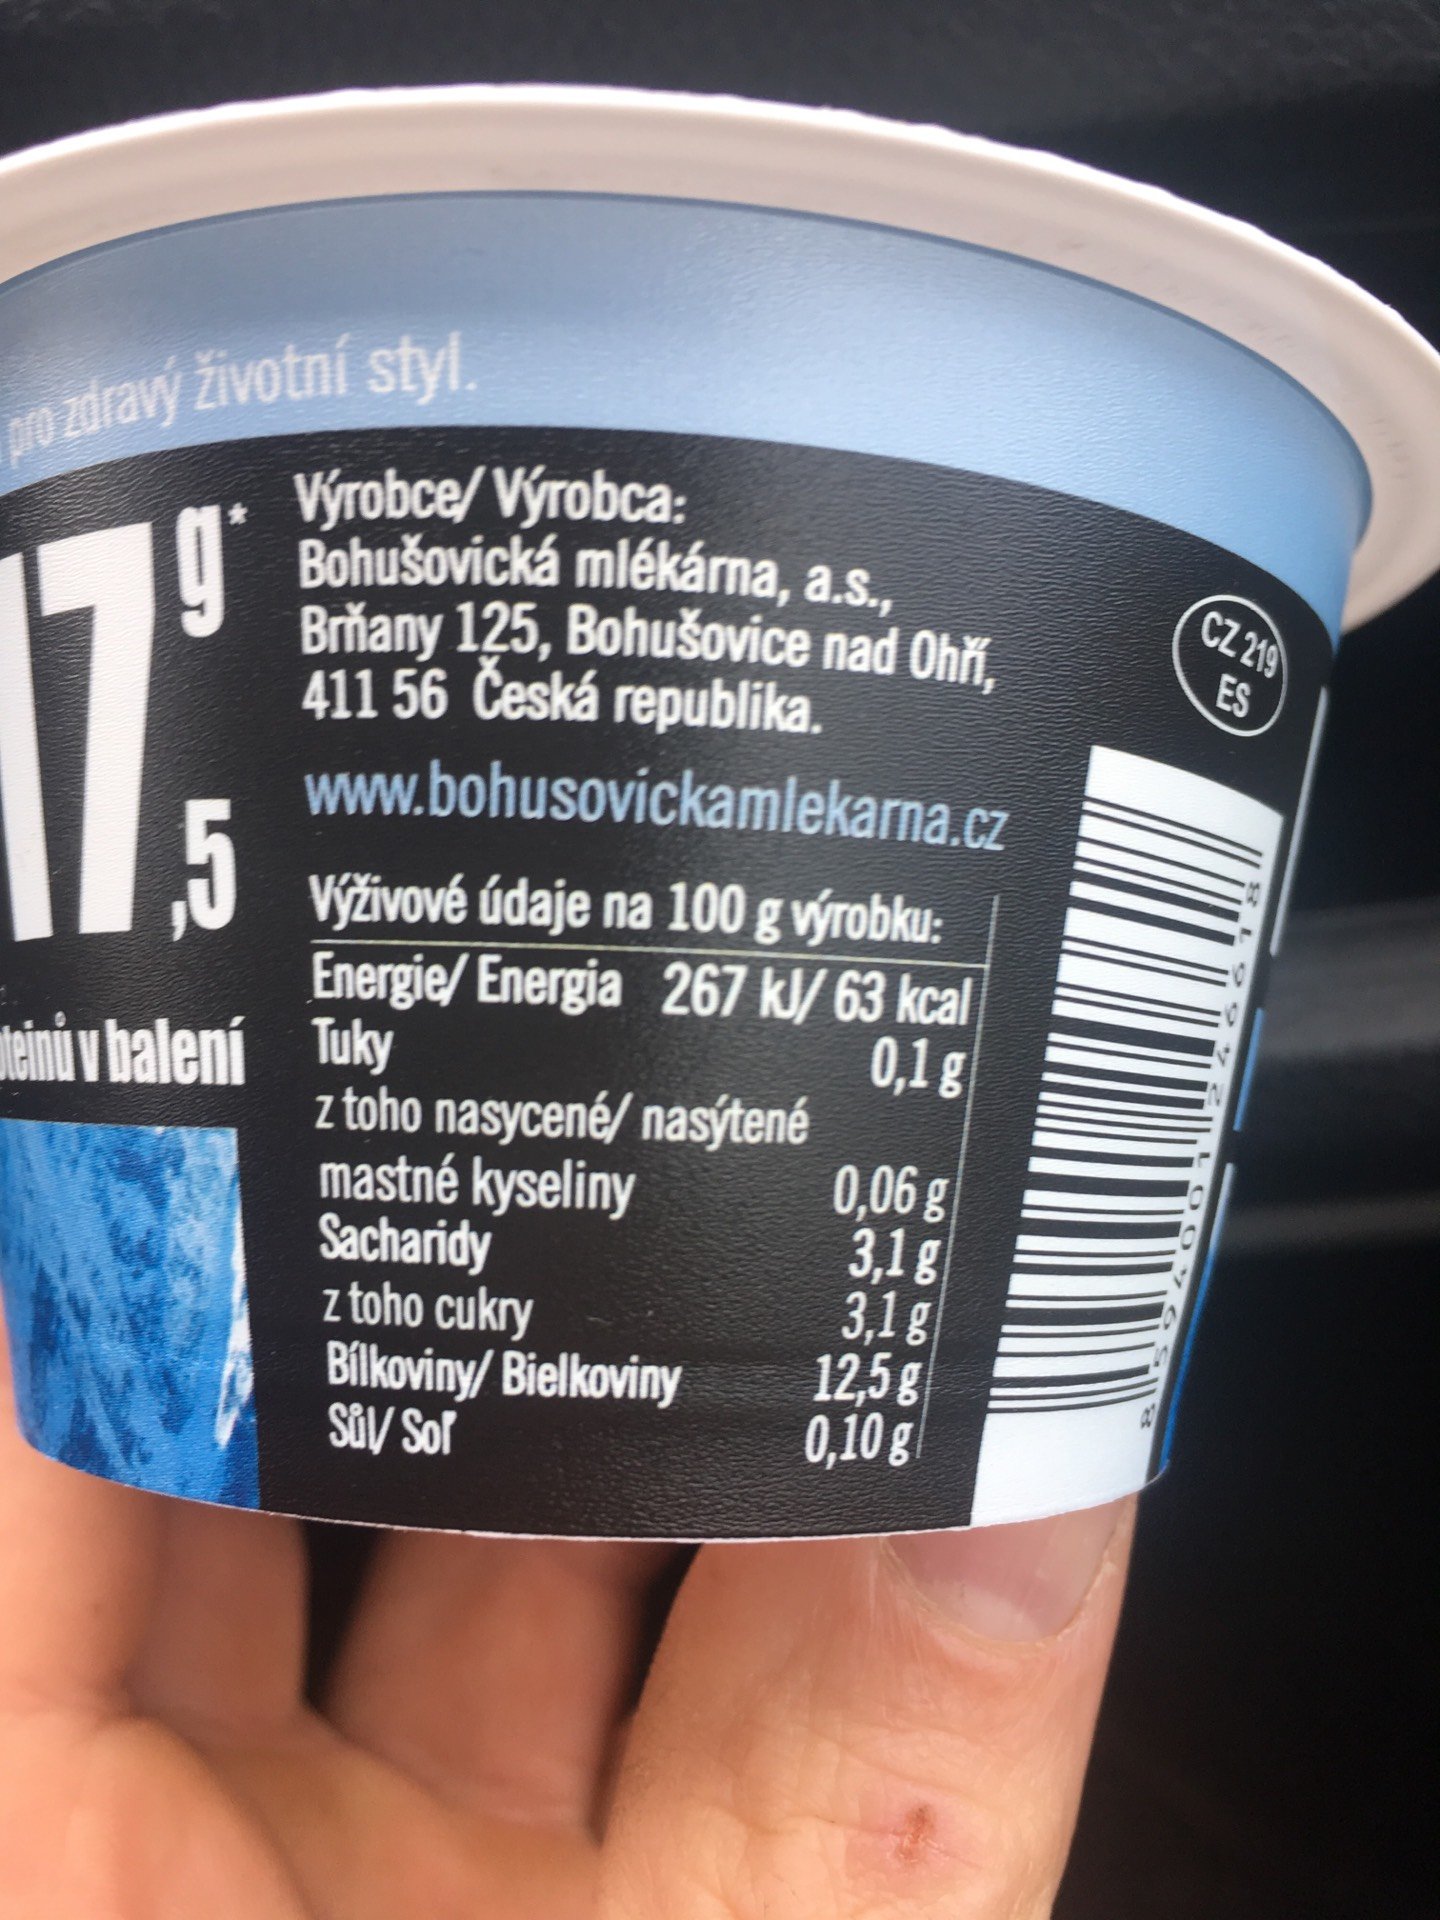 pro zdravý životní styl.
17,5 g*
v balení
Výrobce/ Výrobca:
Bohušovická mlékárna, a.s.,
Brňany 125, Bohušovice nad Ohří,
411 56 Česká republika.
www.bohusovickamlekarna.cz
Výživové údaje na 100 g výrobku:
Energie/ Energia 267 kJ/ 63 kcal
Tuky 0,1 g
z toho nasycené/ nasýtené
mastné kyseliny 0,06 g
Sacharidy 3,1 g
z toho cukry 3,1 g
Bílkoviny/ Bielkoviny 12,5 g
Sůl/ Soľ 0,10 g
CZ 219
ES